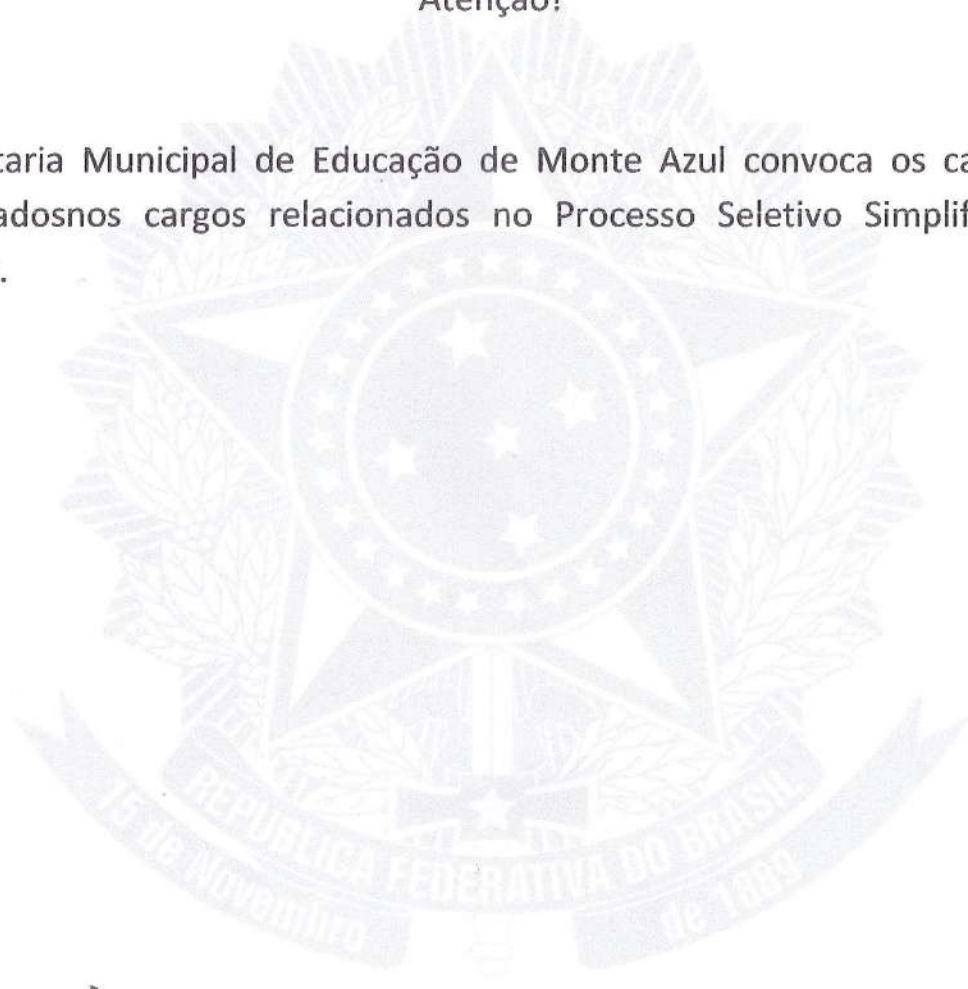 Atenção!
taria Municipal de Educação de Monte Azul convoca os ca
adosnos cargos relacionados no Processo Seletivo Simplif
.
REPUBLICA FEDERATIVA DO BRASIL
15 de Novembro
de 1889